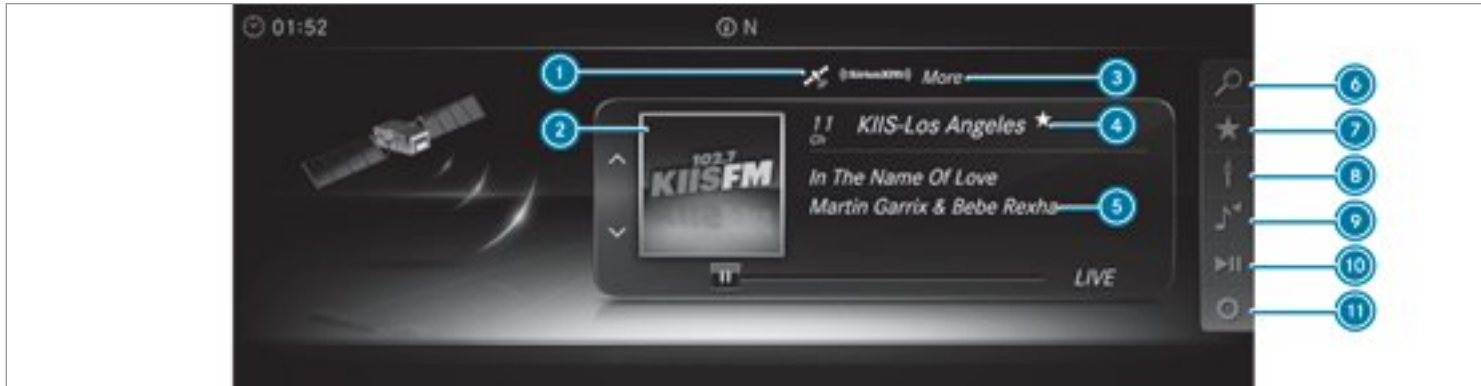 01:52
N
1
((SiriusXM)) More
3
2
11 KIIS-Los Angeles
Ch
4
102.7
KIISFM
In The Name Of Love
Martin Garrix & Bebe Rexha
5
LIVE
6
7
8
9
10
11